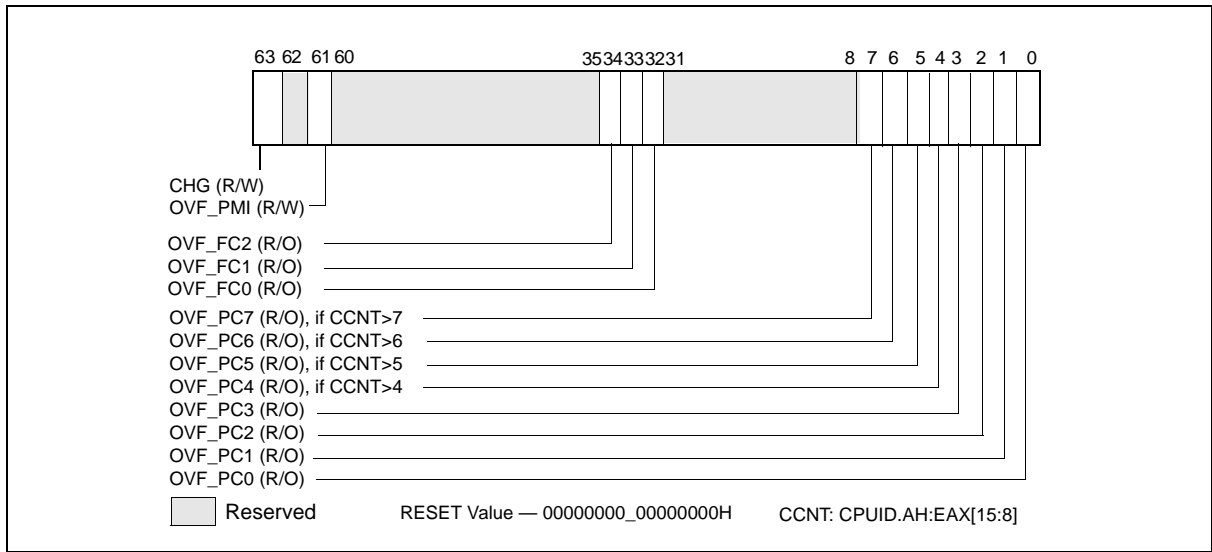 63 62 61 60 35 34 33 32 31 8 7 6 5 4 3 2 1 0
CHG (R/W)
OVF_PMI (R/W)
OVF_FC2 (R/O)
OVF_FC1 (R/O)
OVF_FC0 (R/O)
OVF_PC7 (R/O), if CCNT>7
OVF_PC6 (R/O), if CCNT>6
OVF_PC5 (R/O), if CCNT>5
OVF_PC4 (R/O), if CCNT>4
OVF_PC3 (R/O)
OVF_PC2 (R/O)
OVF_PC1 (R/O)
OVF_PC0 (R/O)
Reserved RESET Value — 00000000_00000000H CCNT: CPUID.AH:EAX[15:8]